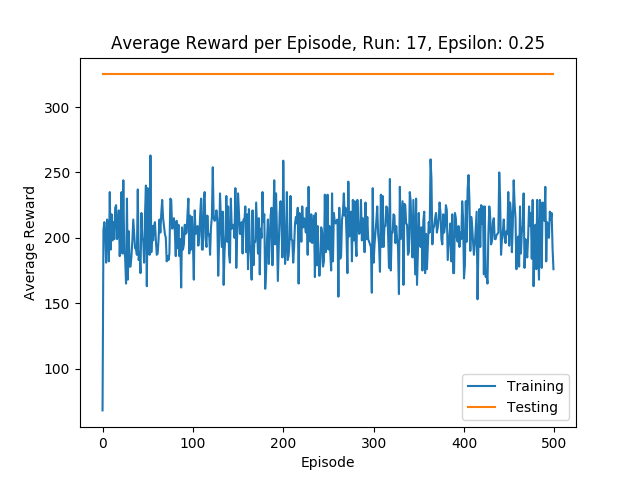 Average Reward per Episode, Run: 17, Epsilon: 0.25
Average Reward
300
250
200
150
100
0
100
200
300
400
500
Episode
Training
Testing